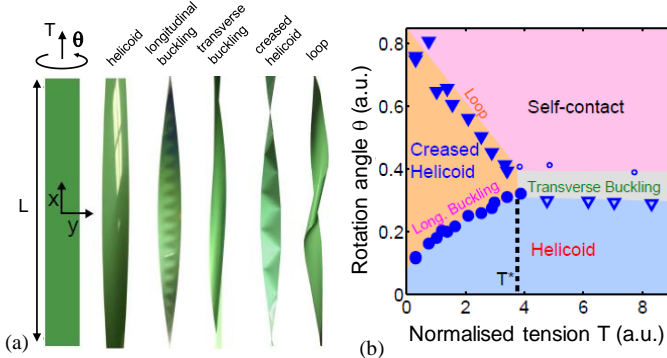 T
θ
helicoid
longitudinal
buckling
transverse
buckling
creased
helicoid
loop
L
x
y
(a)
Rotation angle θ (a.u.)
0.8
0.6
0.4
0.2
0
Loop
Self-contact
Creased
Helicoid
Long. Buckling
Transverse Buckling
Helicoid
T*
0
2
4
6
8
(b)
Normalised tension T (a.u.)